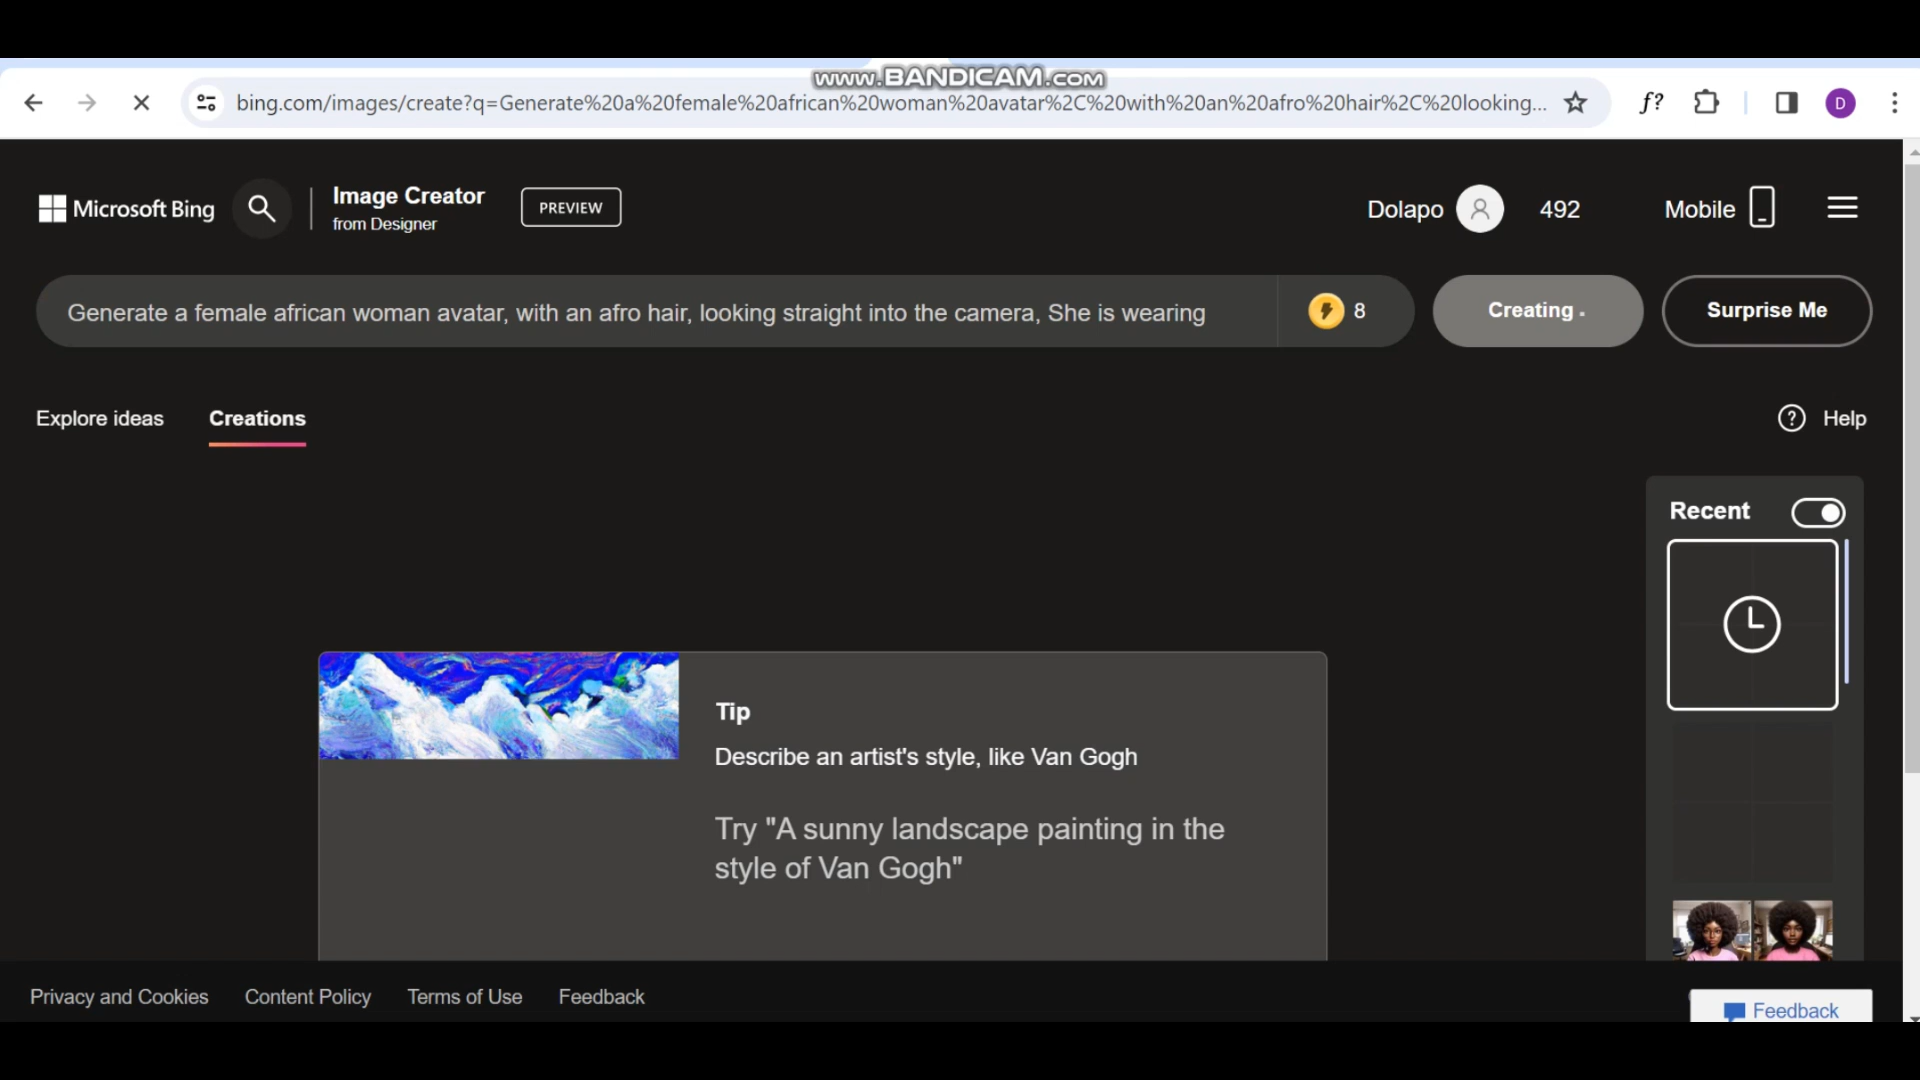 www.BANDICAM.com
bing.com/images/create?q=Generate%20a%20female%20african%20woman%20avatar%2C%20with%20an%20afro%20hair%2C%20looking...
f?
D
Microsoft Bing
Image Creator
from Designer
PREVIEW
Dolapo
492
Mobile
Generate a female african woman avatar, with an afro hair, looking straight into the camera, She is wearing
8
Creating .
Surprise Me
Explore ideas
Creations
Help
Recent
Tip
Describe an artist's style, like Van Gogh
Try "A sunny landscape painting in the
style of Van Gogh"
Privacy and Cookies
Content Policy
Terms of Use
Feedback
Feedback